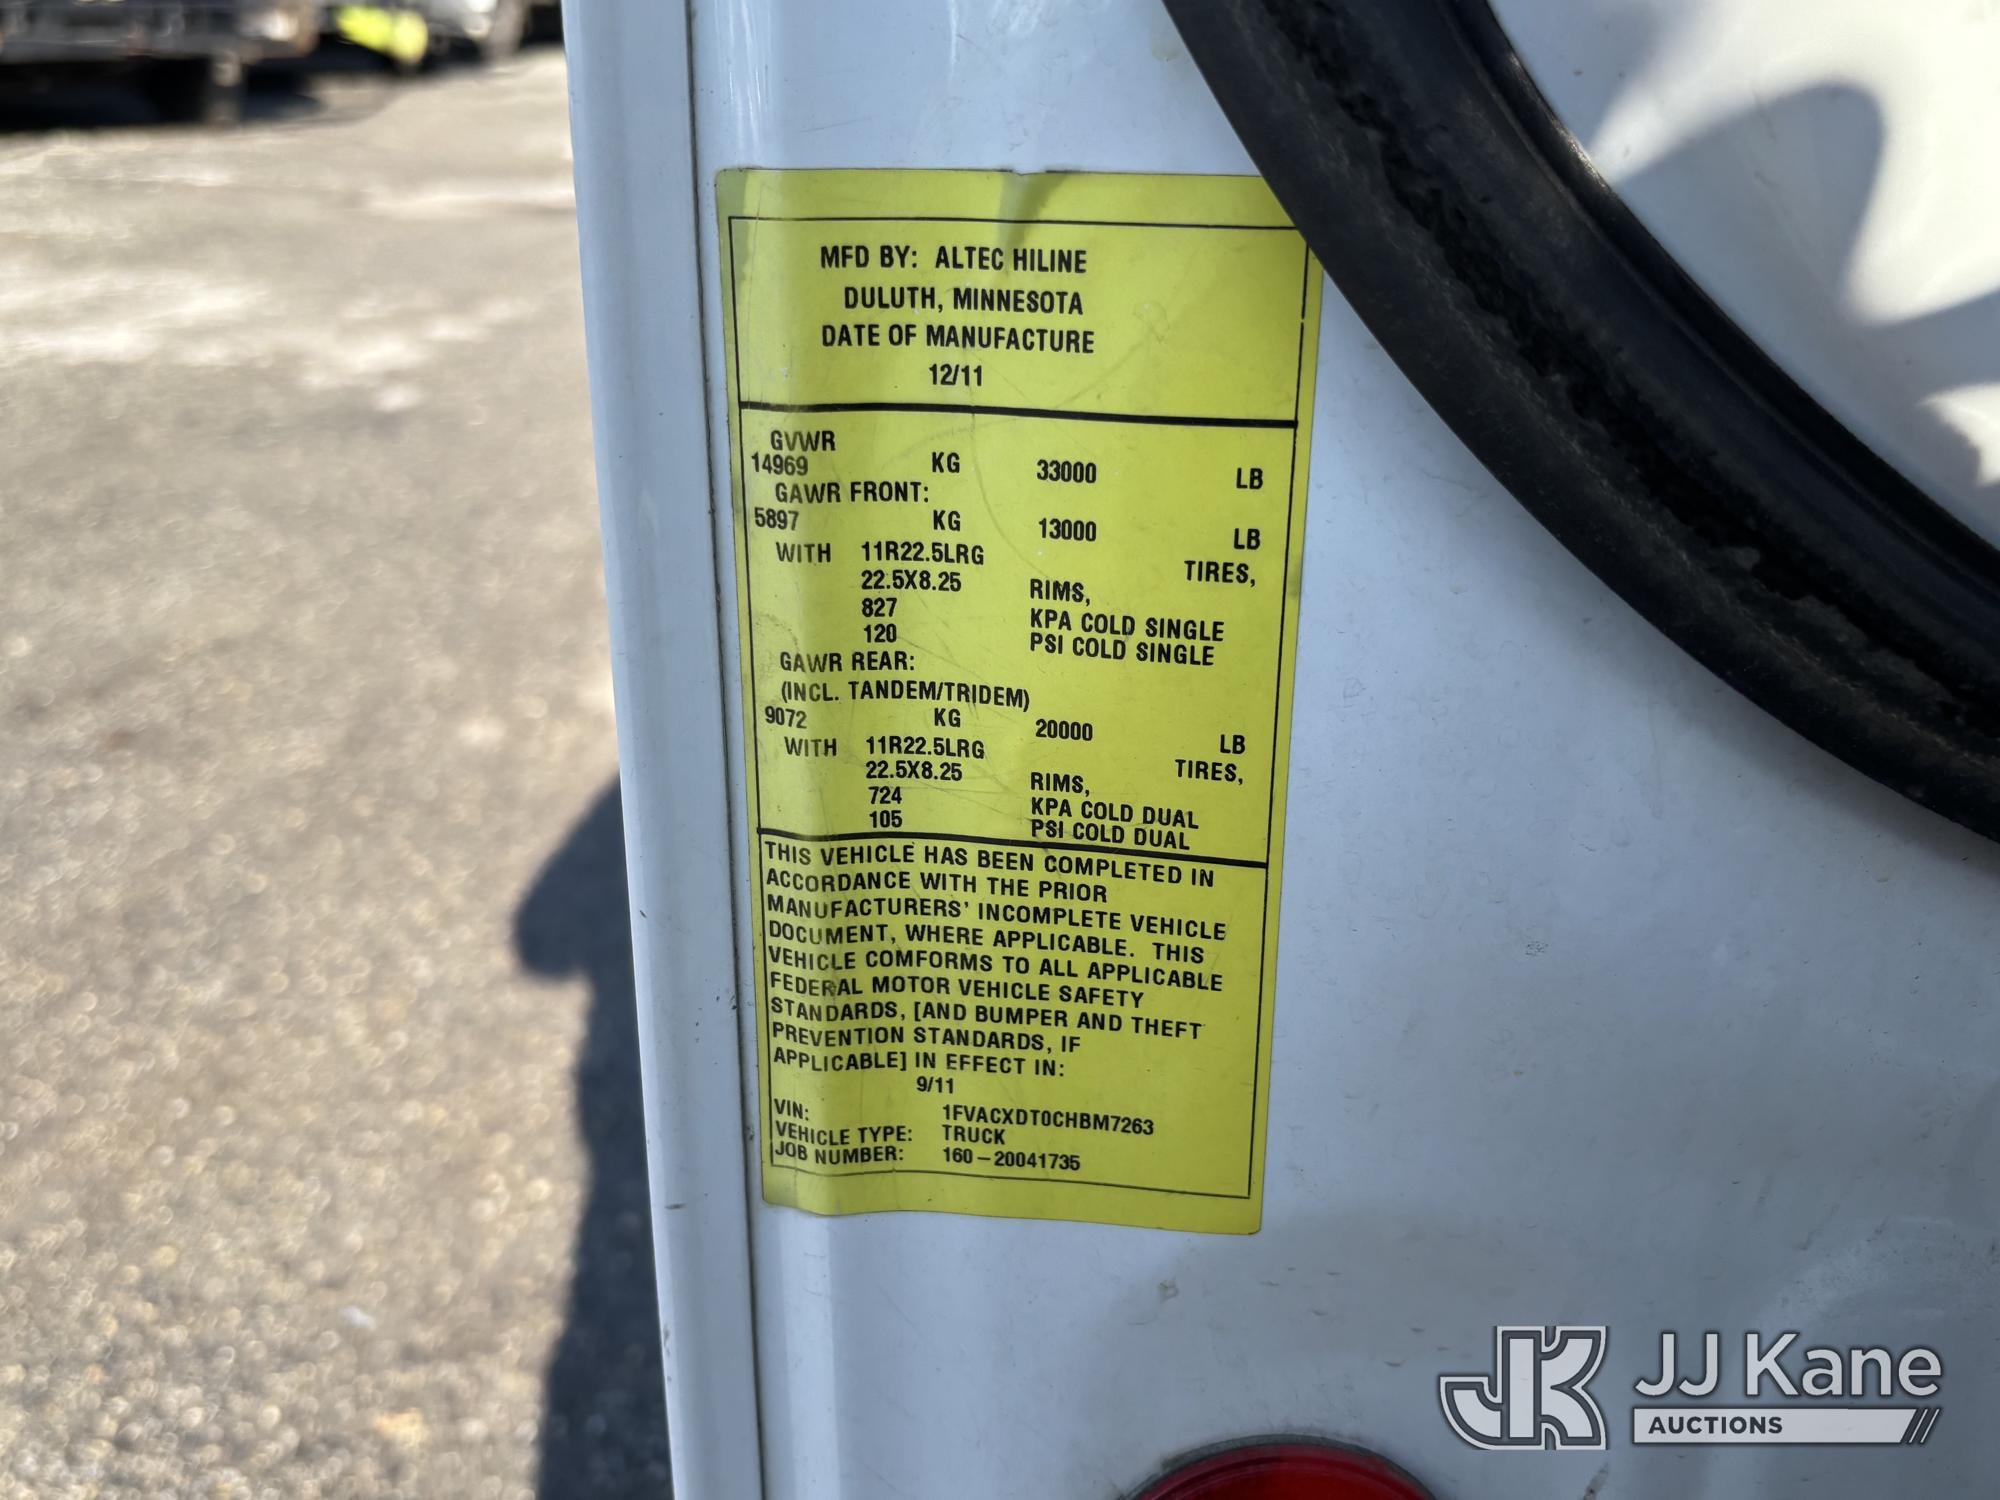 MFD BY: ALTEC HILINE
DULUTH, MINNESOTA
DATE OF MANUFACTURE
12/11
GVWR
14969 KG 33000 LB
GAWR FRONT:
5897 KG 13000 LB
WITH 11R22.5LRG TIRES,
22.5X8.25 RIMS,
827 KPA COLD SINGLE
120 PSI COLD SINGLE
GAWR REAR:
(INCL. TANDEM/TRIDEM)
9072 KG 20000 LB
WITH 11R22.5LRG TIRES,
22.5X8.25 RIMS,
724 KPA COLD DUAL
105 PSI COLD DUAL
THIS VEHICLE HAS BEEN COMPLETED IN
ACCORDANCE WITH THE PRIOR
MANUFACTURERS' INCOMPLETE VEHICLE
DOCUMENT, WHERE APPLICABLE. THIS
VEHICLE COMFORMS TO ALL APPLICABLE
FEDERAL MOTOR VEHICLE SAFETY
STANDARDS, [AND BUMPER AND THEFT
PREVENTION STANDARDS, IF
APPLICABLE] IN EFFECT IN:
9/11
VIN: 1FVACXDT0CHBM7263
VEHICLE TYPE: TRUCK
JOB NUMBER: 160-20041735
JK JJ Kane
AUCTIONS